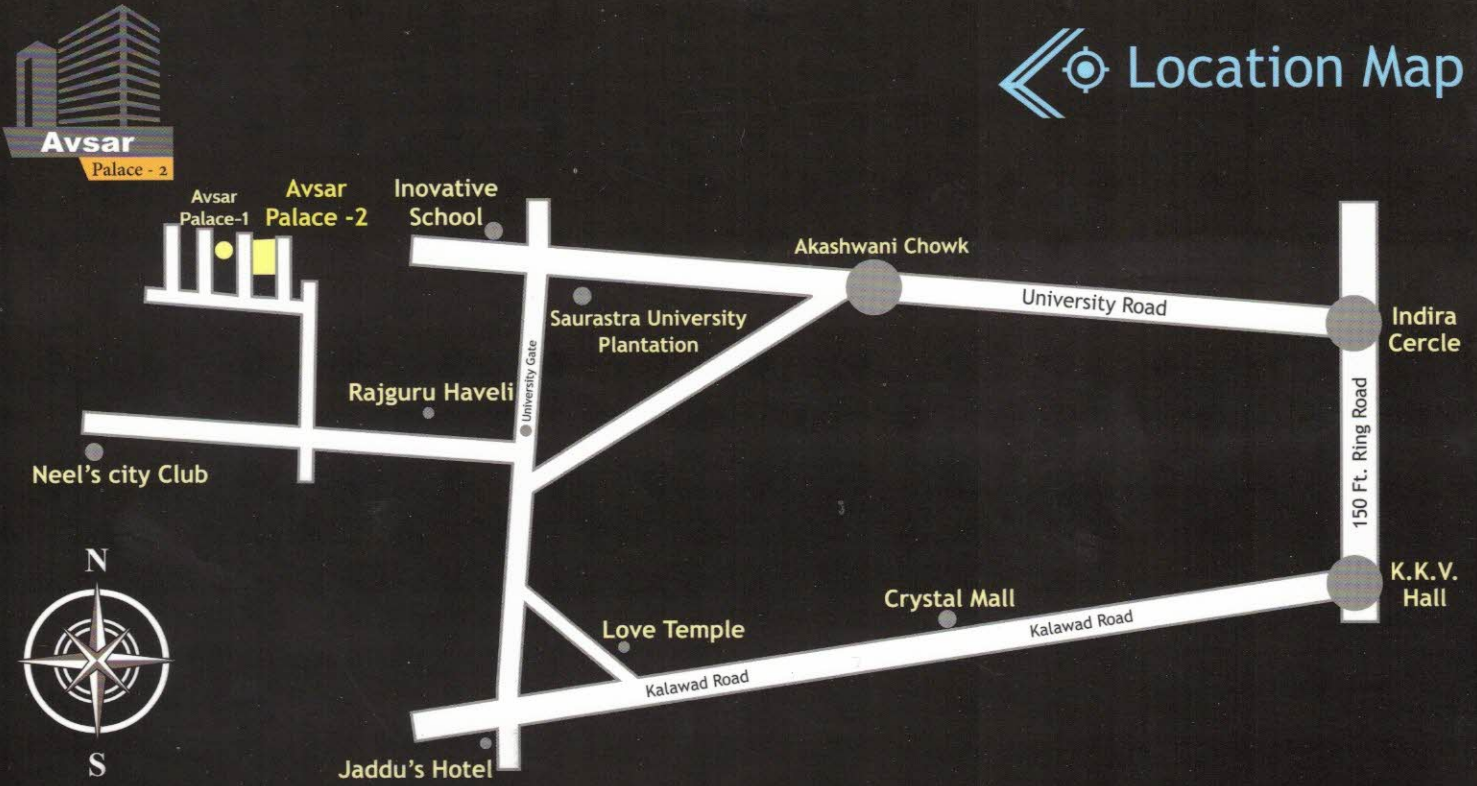 Location Map
Avsar
Palace - 2
Avsar
Palace-1
Avsar
Palace -2
Inovative
School
Akashwani Chowk
University Road
Indira
Cercle
Saurastra University
Plantation
University Gate
Rajguru Haveli
150 Ft. Ring Road
Neel's city Club
N
S
K.K.V.
Hall
Crystal Mall
Kalawad Road
Love Temple
Kalawad Road
Jaddu's Hotel